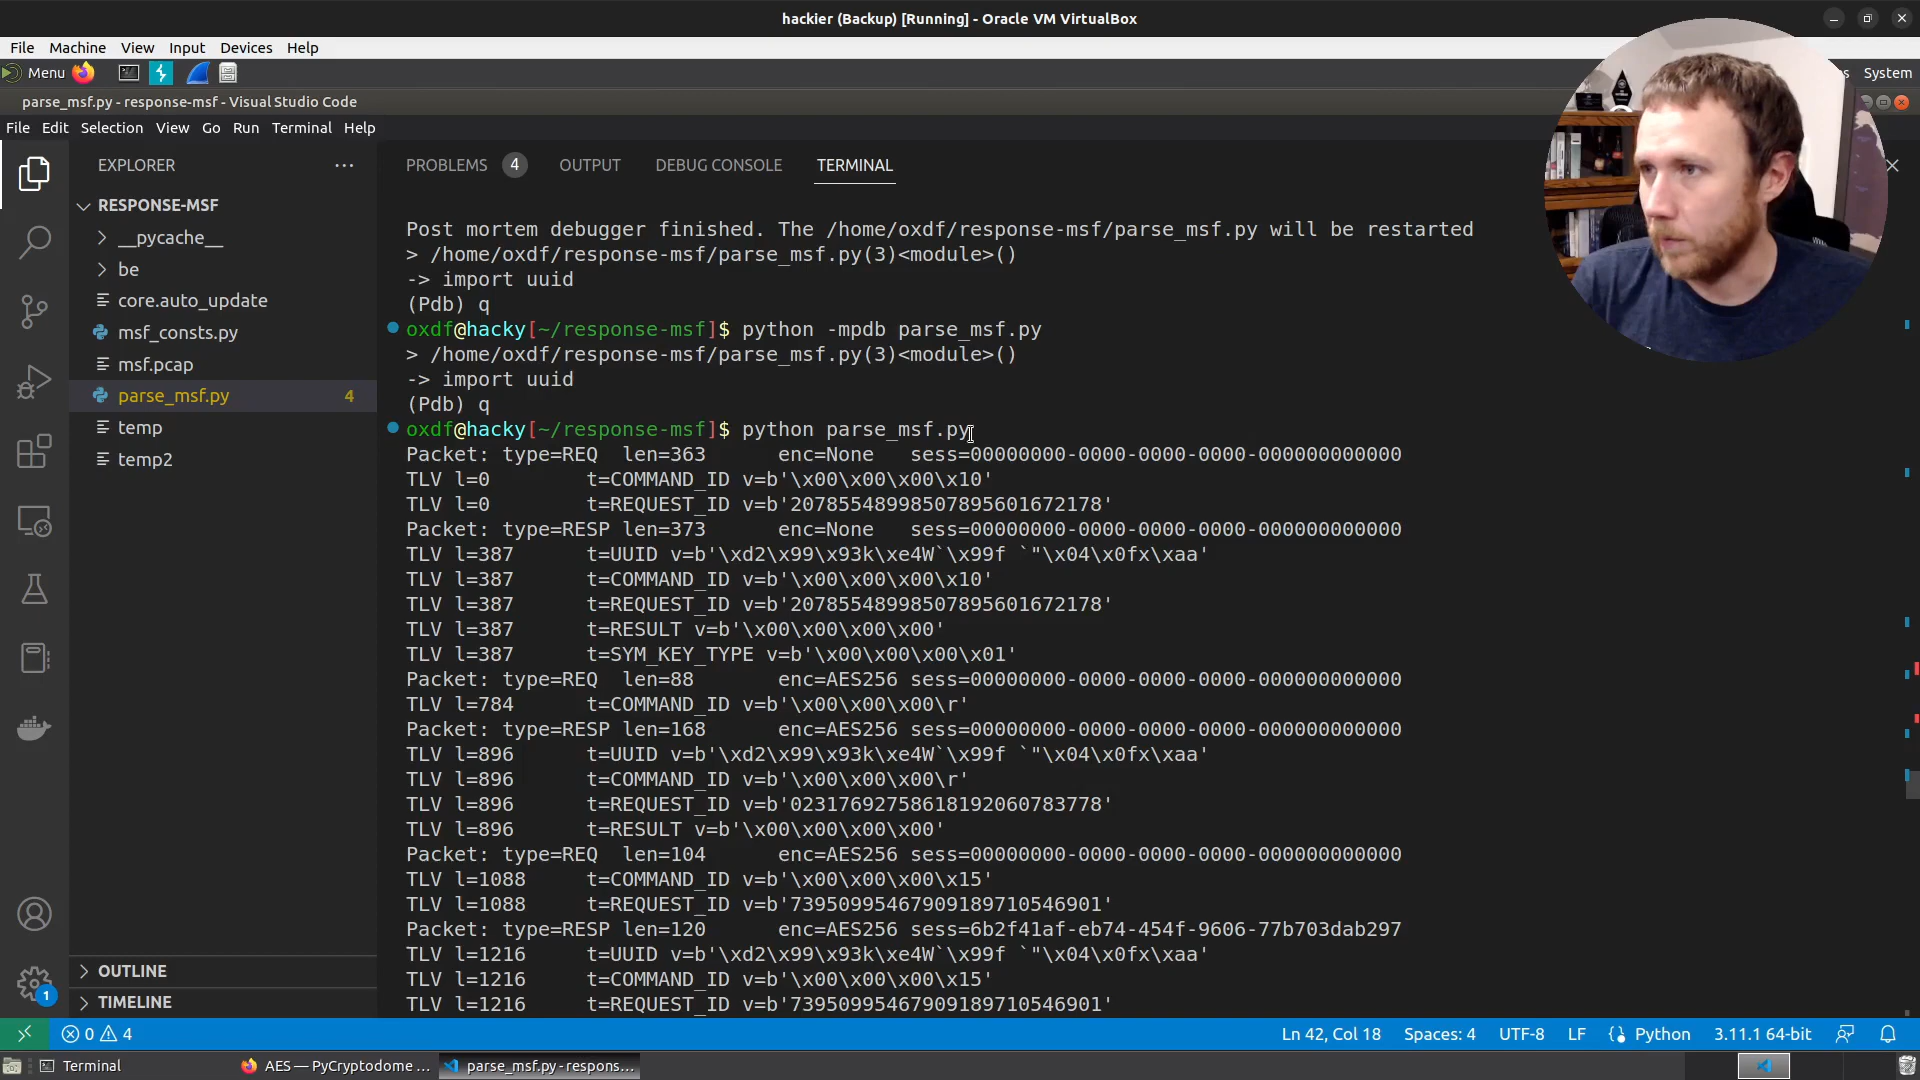 hackier (Backup) [Running] - Oracle VM VirtualBox
File Machine View Input Devices Help
Menu System
parse_msf.py - response-msf - Visual Studio Code
File Edit Selection View Go Run Terminal Help
EXPLORER
RESPONSE-MSF
__pycache__
be
core.auto_update
msf_consts.py
msf.pcap
parse_msf.py 4
temp
temp2
OUTLINE
TIMELINE
1
PROBLEMS 4 OUTPUT DEBUG CONSOLE TERMINAL
Post mortem debugger finished. The /home/oxdf/response-msf/parse_msf.py will be restarted
> /home/oxdf/response-msf/parse_msf.py(3)<module>()
-> import uuid
(Pdb) q
oxdf@hacky[~/response-msf]$ python -mpdb parse_msf.py
> /home/oxdf/response-msf/parse_msf.py(3)<module>()
-> import uuid
(Pdb) q
oxdf@hacky[~/response-msf]$ python parse_msf.py
Packet: type=REQ len=363 enc=None sess=00000000-0000-0000-0000-000000000000
TLV l=0 t=COMMAND_ID v=b'\x00\x00\x00\x10'
TLV l=0 t=REQUEST_ID v=b'20785548998507895601672178'
Packet: type=RESP len=373 enc=None sess=00000000-0000-0000-0000-000000000000
TLV l=387 t=UUID v=b'\xd2\x99\x93k\xe4W`\x99f `"\x04\x0fx\xaa'
TLV l=387 t=COMMAND_ID v=b'\x00\x00\x00\x10'
TLV l=387 t=REQUEST_ID v=b'20785548998507895601672178'
TLV l=387 t=RESULT v=b'\x00\x00\x00\x00'
TLV l=387 t=SYM_KEY_TYPE v=b'\x00\x00\x00\x01'
Packet: type=REQ len=88 enc=AES256 sess=00000000-0000-0000-0000-000000000000
TLV l=784 t=COMMAND_ID v=b'\x00\x00\x00\r'
Packet: type=RESP len=168 enc=AES256 sess=00000000-0000-0000-0000-000000000000
TLV l=896 t=UUID v=b'\xd2\x99\x93k\xe4W`\x99f `"\x04\x0fx\xaa'
TLV l=896 t=COMMAND_ID v=b'\x00\x00\x00\r'
TLV l=896 t=REQUEST_ID v=b'02317692758618192060783778'
TLV l=896 t=RESULT v=b'\x00\x00\x00\x00'
Packet: type=REQ len=104 enc=AES256 sess=00000000-0000-0000-0000-000000000000
TLV l=1088 t=COMMAND_ID v=b'\x00\x00\x00\x15'
TLV l=1088 t=REQUEST_ID v=b'73950995467909189710546901'
Packet: type=RESP len=120 enc=AES256 sess=6b2f41af-eb74-454f-9606-77b703dab297
TLV l=1216 t=UUID v=b'\xd2\x99\x93k\xe4W`\x99f `"\x04\x0fx\xaa'
TLV l=1216 t=COMMAND_ID v=b'\x00\x00\x00\x15'
TLV l=1216 t=REQUEST_ID v=b'73950995467909189710546901'
0 4 Ln 42, Col 18 Spaces: 4 UTF-8 LF Python 3.11.1 64-bit
Terminal AES — PyCryptodome ... parse_msf.py - respons...